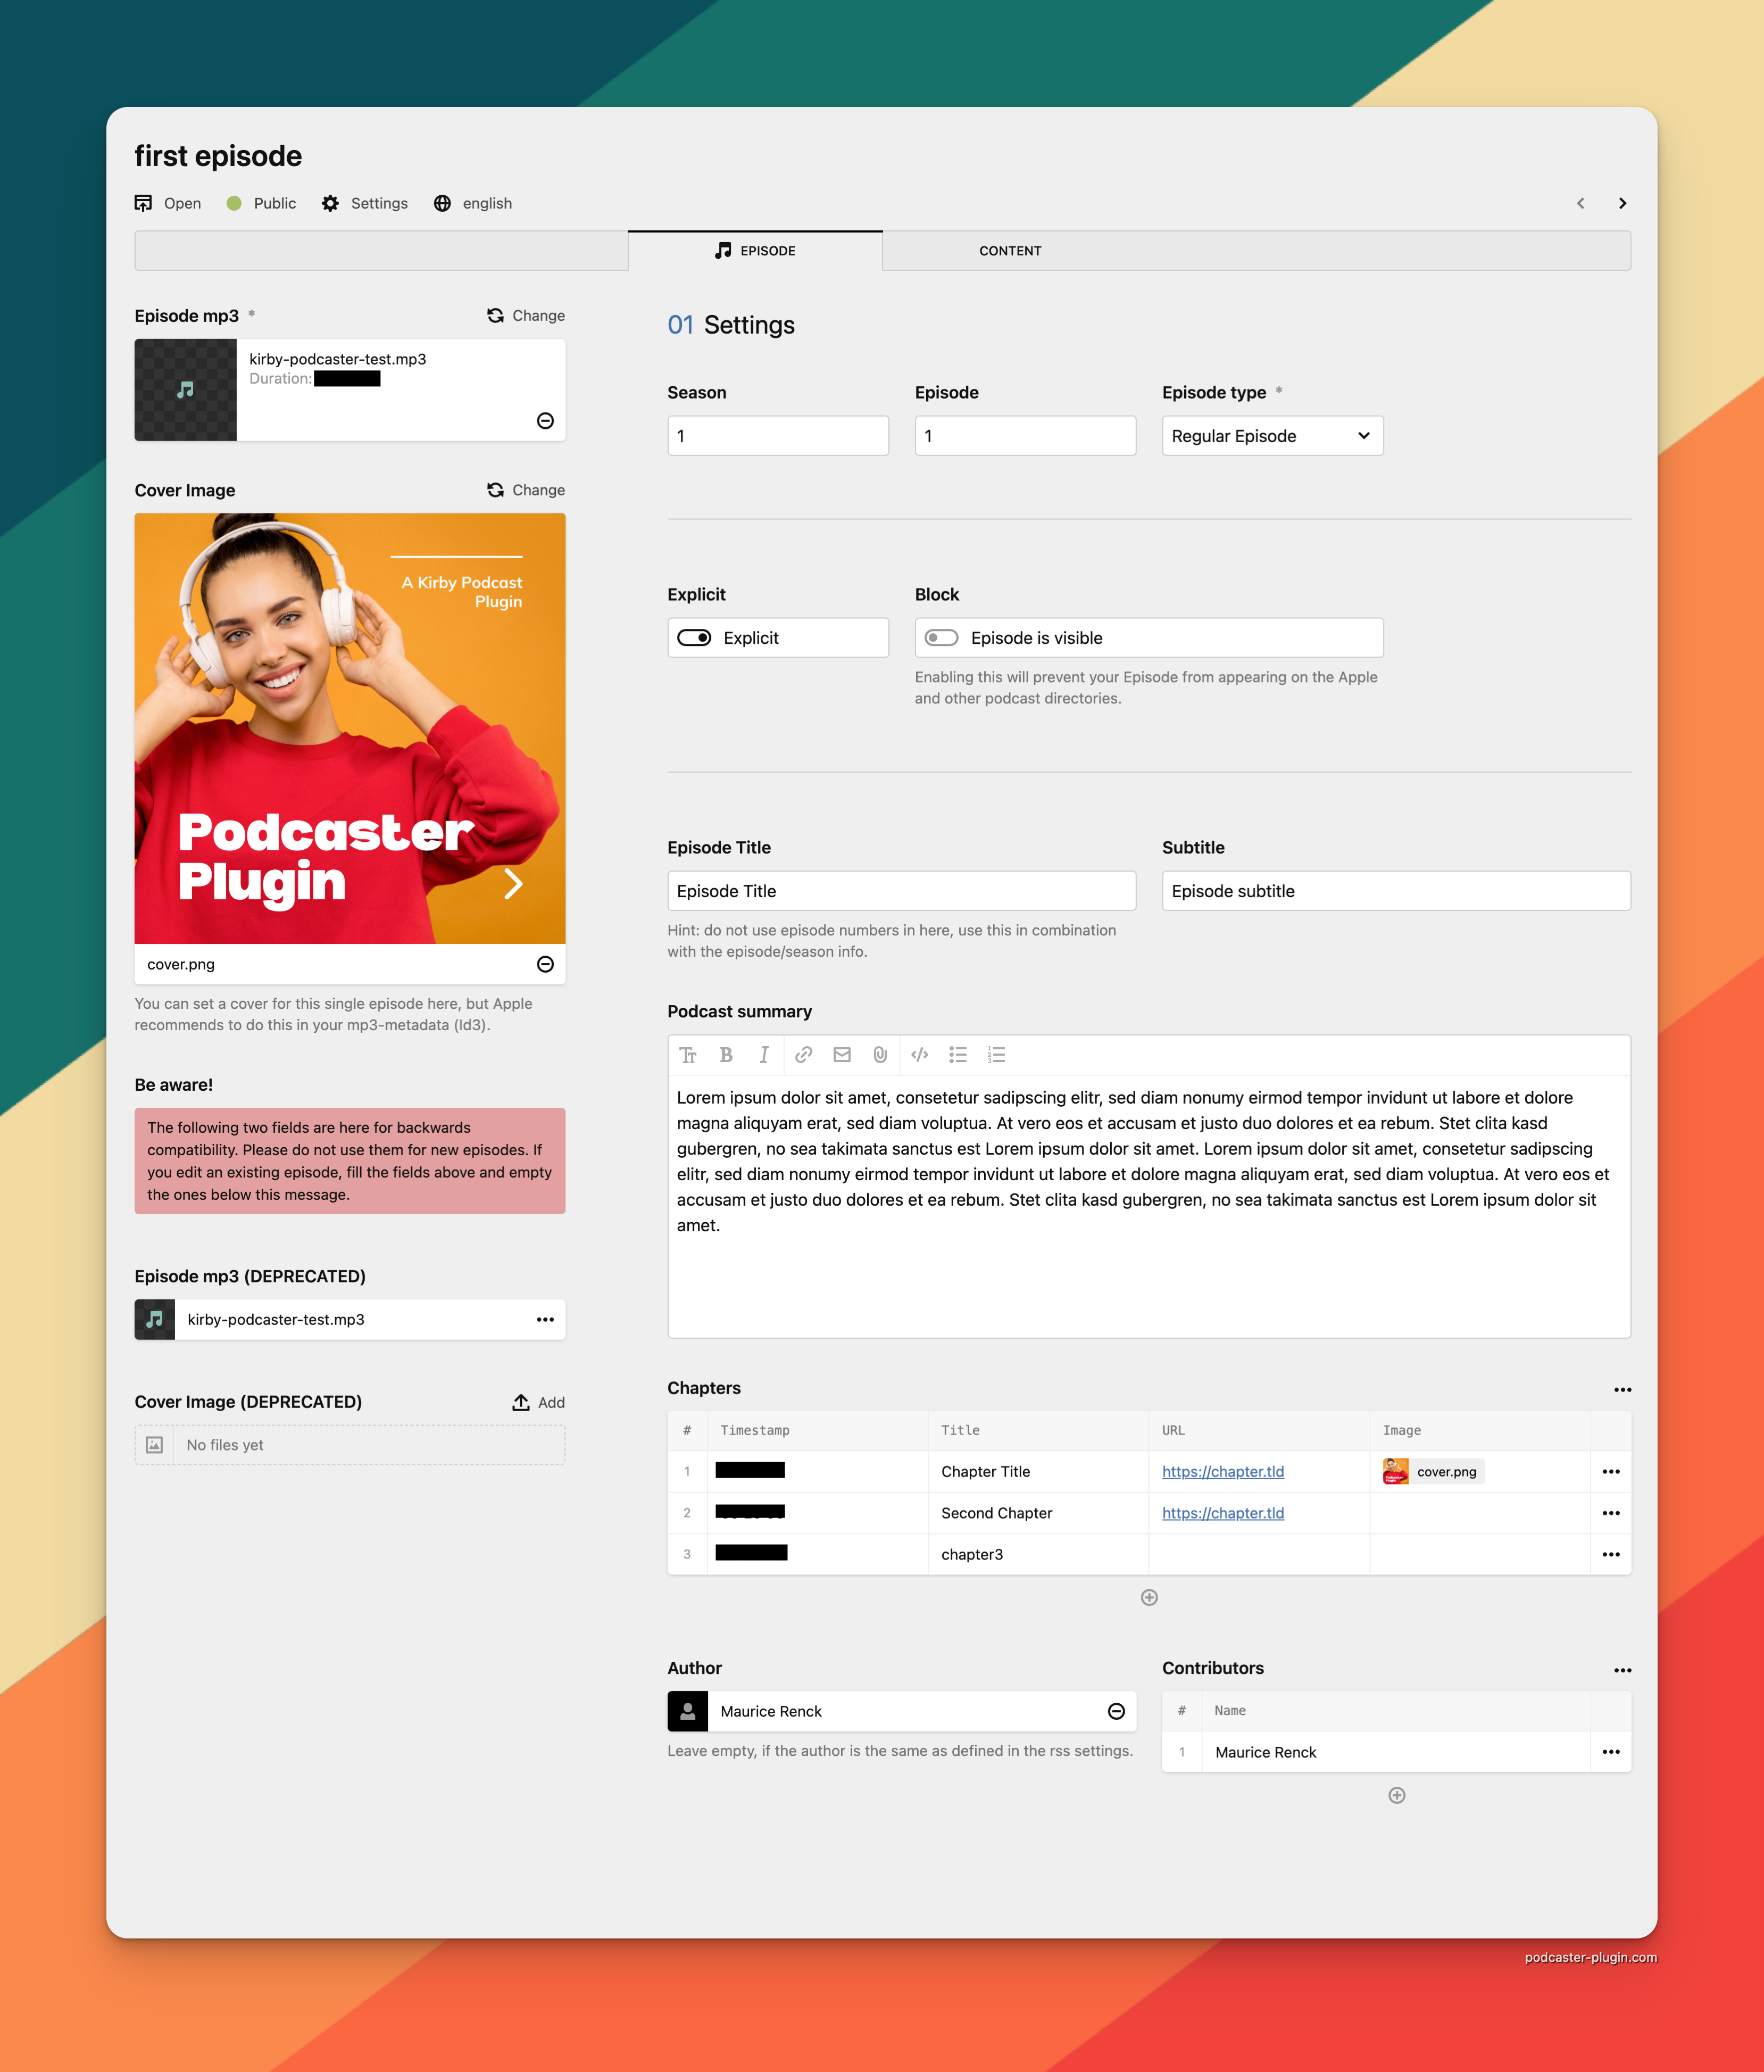 first episode
Open Public Settings english
EPISODE CONTENT
Episode mp3 * Change
kirby-podcaster-test.mp3
Duration:
Cover Image Change
A Kirby Podcast
Plugin
Podcaster
Plugin
cover.png
You can set a cover for this single episode here, but Apple
recommends to do this in your mp3-metadata (Id3).
Be aware!
The following two fields are here for backwards
compatibility. Please do not use them for new episodes. If
you edit an existing episode, fill the fields above and empty
the ones below this message.
Episode mp3 (DEPRECATED)
kirby-podcaster-test.mp3
Cover Image (DEPRECATED) Add
No files yet
01 Settings
Season Episode Episode type *
1 1 Regular Episode
Explicit Block
Explicit Episode is visible
Enabling this will prevent your Episode from appearing on the Apple
and other podcast directories.
Episode Title Subtitle
Episode Title Episode subtitle
Hint: do not use episode numbers in here, use this in combination
with the episode/season info.
Podcast summary
Lorem ipsum dolor sit amet, consetetur sadipscing elitr, sed diam nonumy eirmod tempor invidunt ut labore et dolore
magna aliquyam erat, sed diam voluptua. At vero eos et accusam et justo duo dolores et ea rebum. Stet clita kasd
gubergren, no sea takimata sanctus est Lorem ipsum dolor sit amet. Lorem ipsum dolor sit amet, consetetur sadipscing
elitr, sed diam nonumy eirmod tempor invidunt ut labore et dolore magna aliquyam erat, sed diam voluptua. At vero eos et
accusam et justo duo dolores et ea rebum. Stet clita kasd gubergren, no sea takimata sanctus est Lorem ipsum dolor sit
amet.
Chapters
# Timestamp Title URL Image
1 Chapter Title https://chapter.tld cover.png
2 Second Chapter https://chapter.tld
3 chapter3
Author
Maurice Renck
Leave empty, if the author is the same as defined in the rss settings.
Contributors
# Name
1 Maurice Renck
podcaster-plugin.com